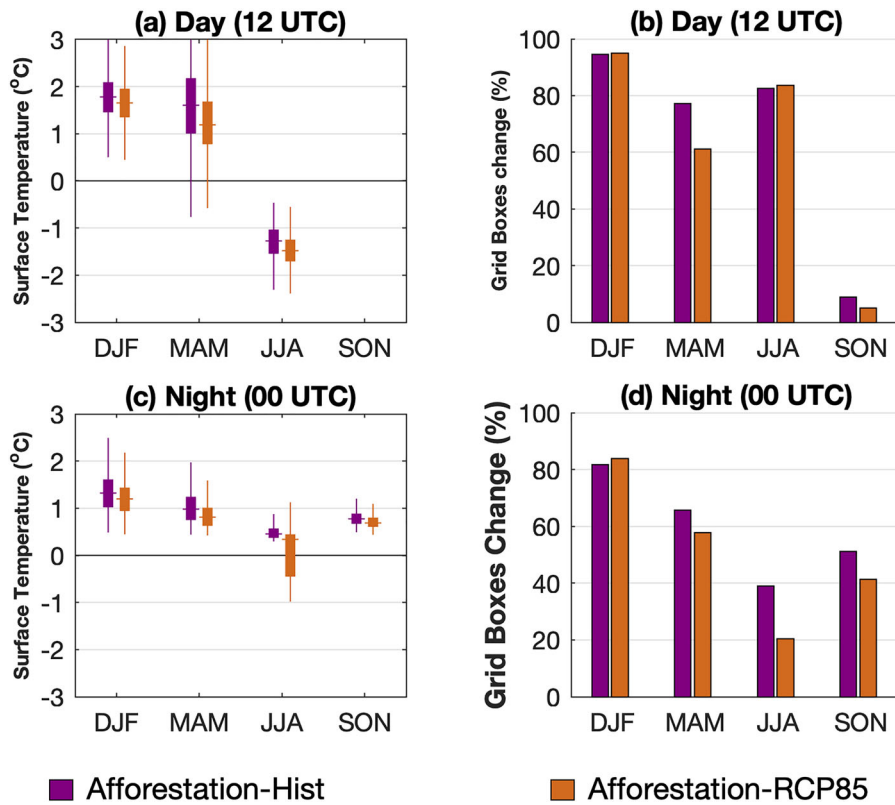 (a) Day (12 UTC)
Surface Temperature (°C)
3
2
1
0
-1
-2
-3
DJF MAM JJA SON
(b) Day (12 UTC)
Grid Boxes change (%)
100
80
60
40
20
0
DJF MAM JJA SON
(c) Night (00 UTC)
Surface Temperature (°C)
3
2
1
0
-1
-2
-3
DJF MAM JJA SON
(d) Night (00 UTC)
Grid Boxes Change (%)
100
80
60
40
20
0
DJF MAM JJA SON
Afforestation-Hist
Afforestation-RCP85